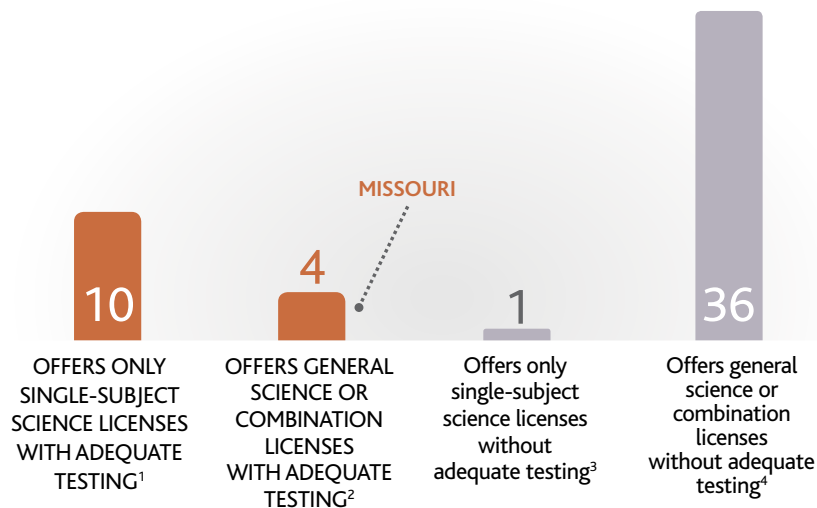 MISSOURI
10
4
1
36
OFFERS ONLY
SINGLE-SUBJECT
SCIENCE LICENSES
WITH ADEQUATE
TESTING¹
OFFERS GENERAL
SCIENCE OR
COMBINATION
LICENSES
WITH ADEQUATE
TESTING²
Offers only
single-subject
science licenses
without
adequate testing³
Offers general
science or
combination
licenses
without adequate
testing⁴